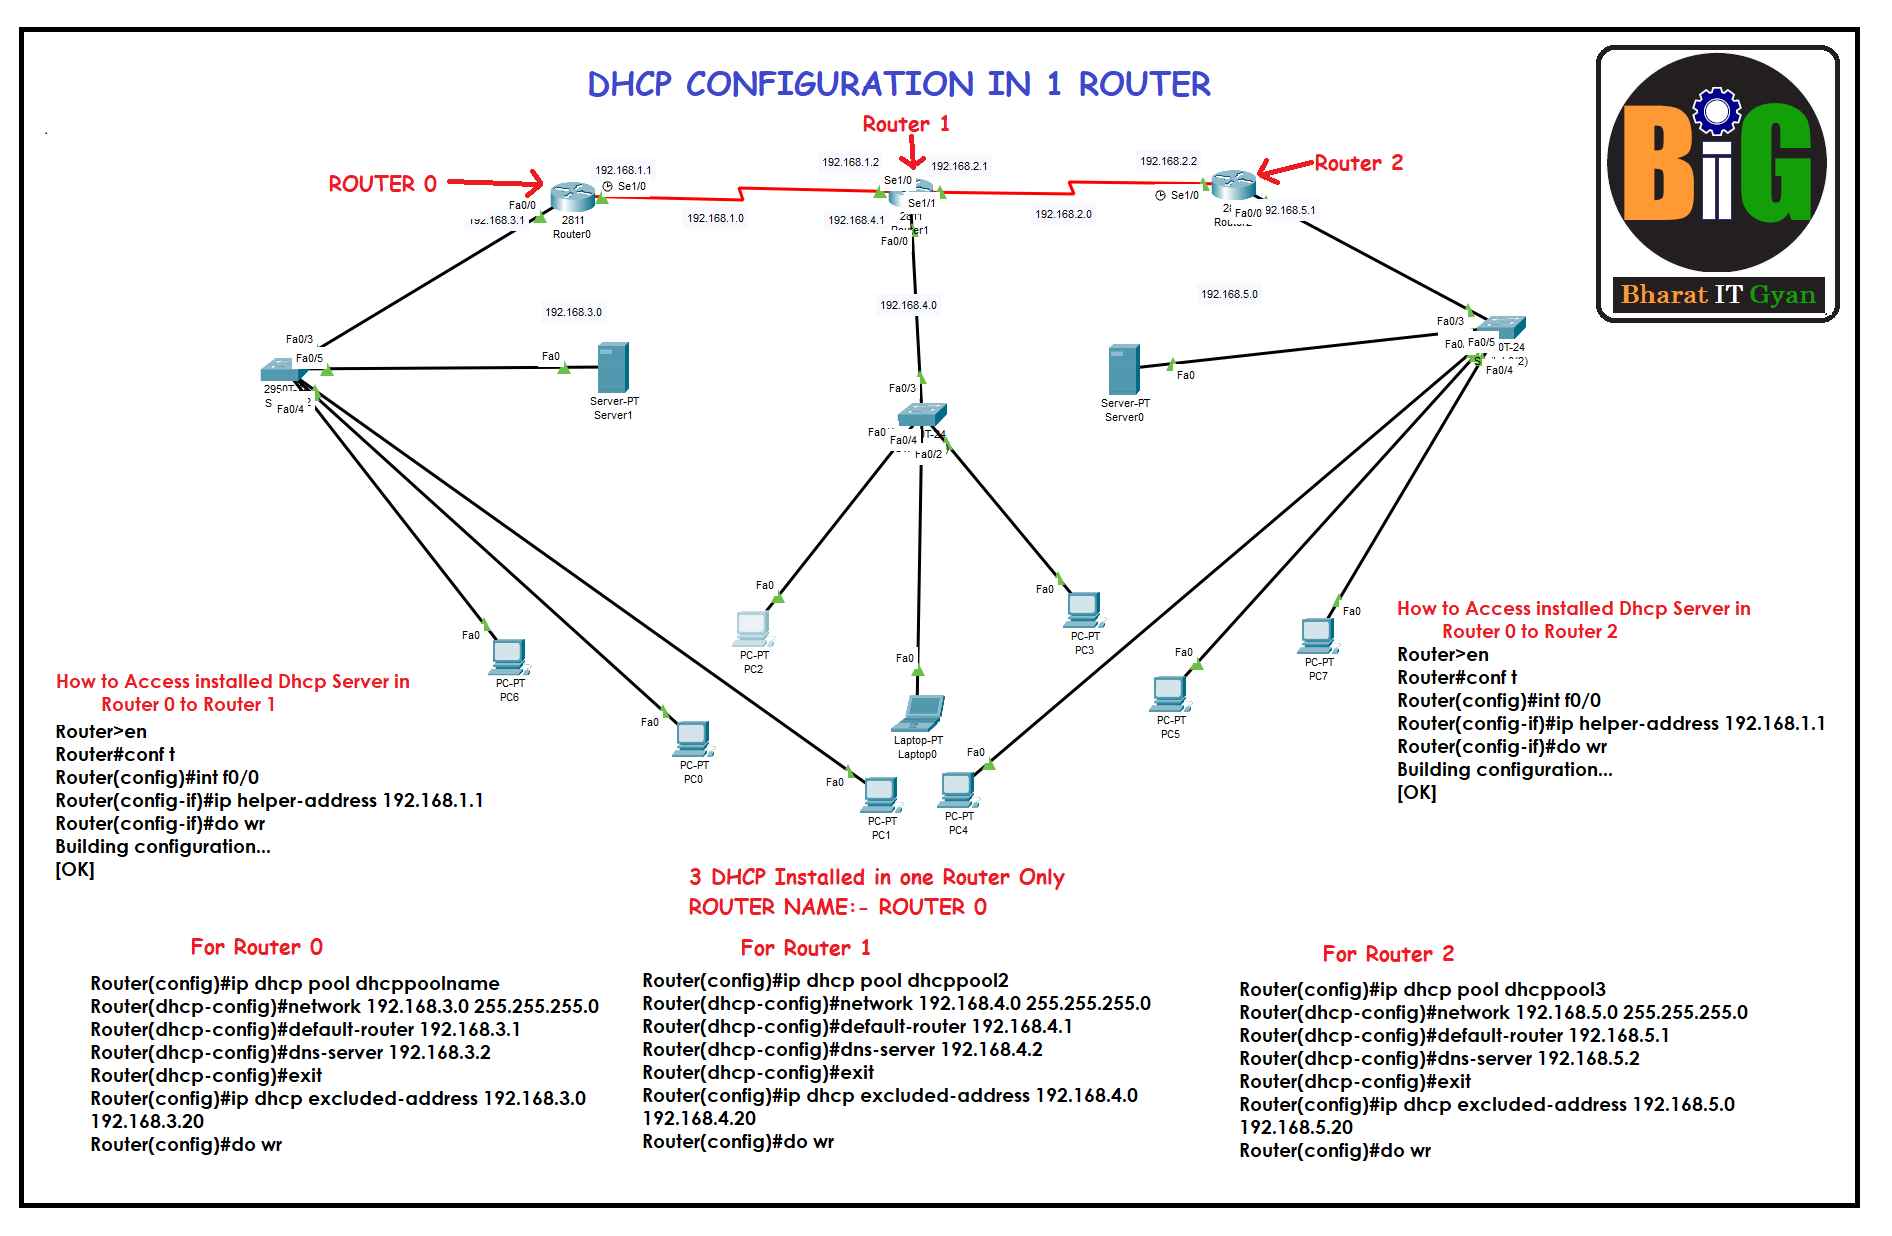 DHCP CONFIGURATION IN 1 ROUTER
BiiG
Bharat IT Gyan
Router 1
ROUTER 0
Router 2
192.168.1.1
Se1/0
Fa0/0
192.168.3.1
2811
Router0
192.168.1.0
192.168.1.2
192.168.2.1
Se1/0
Se1/1
192.168.4.1
Fa0/0
192.168.2.0
192.168.2.2
Se1/0
Fa0/0
192.168.5.1
192.168.3.0
192.168.4.0
192.168.5.0
Fa0/3
Fa0/5
Fa0/4
Fa0
Server-PT
Server1
Fa0/3
Fa0/4
Fa0/2
Fa0
Server-PT
Server0
Fa0/3
Fa0/5
Fa0/4
Fa0
PC-PT
PC6
Fa0
PC-PT
PC0
Fa0
PC-PT
PC1
Fa0
PC-PT
PC2
Fa0
Laptop-PT
Laptop0
Fa0
PC-PT
PC3
Fa0
PC-PT
PC4
Fa0
PC-PT
PC5
Fa0
PC-PT
PC7
How to Access installed Dhcp Server in
Router 0 to Router 1
Router>en
Router#conf t
Router(config)#int f0/0
Router(config-if)#ip helper-address 192.168.1.1
Router(config-if)#do wr
Building configuration...
[OK]
How to Access installed Dhcp Server in
Router 0 to Router 2
Router>en
Router#conf t
Router(config)#int f0/0
Router(config-if)#ip helper-address 192.168.1.1
Router(config-if)#do wr
Building configuration...
[OK]
3 DHCP Installed in one Router Only
ROUTER NAME:- ROUTER 0
For Router 0
Router(config)#ip dhcp pool dhcppoolname
Router(dhcp-config)#network 192.168.3.0 255.255.255.0
Router(dhcp-config)#default-router 192.168.3.1
Router(dhcp-config)#dns-server 192.168.3.2
Router(dhcp-config)#exit
Router(config)#ip dhcp excluded-address 192.168.3.0
192.168.3.20
Router(config)#do wr
For Router 1
Router(config)#ip dhcp pool dhcppool2
Router(dhcp-config)#network 192.168.4.0 255.255.255.0
Router(dhcp-config)#default-router 192.168.4.1
Router(dhcp-config)#dns-server 192.168.4.2
Router(dhcp-config)#exit
Router(config)#ip dhcp excluded-address 192.168.4.0
192.168.4.20
Router(config)#do wr
For Router 2
Router(config)#ip dhcp pool dhcppool3
Router(dhcp-config)#network 192.168.5.0 255.255.255.0
Router(dhcp-config)#default-router 192.168.5.1
Router(dhcp-config)#dns-server 192.168.5.2
Router(dhcp-config)#exit
Router(config)#ip dhcp excluded-address 192.168.5.0
192.168.5.20
Router(config)#do wr